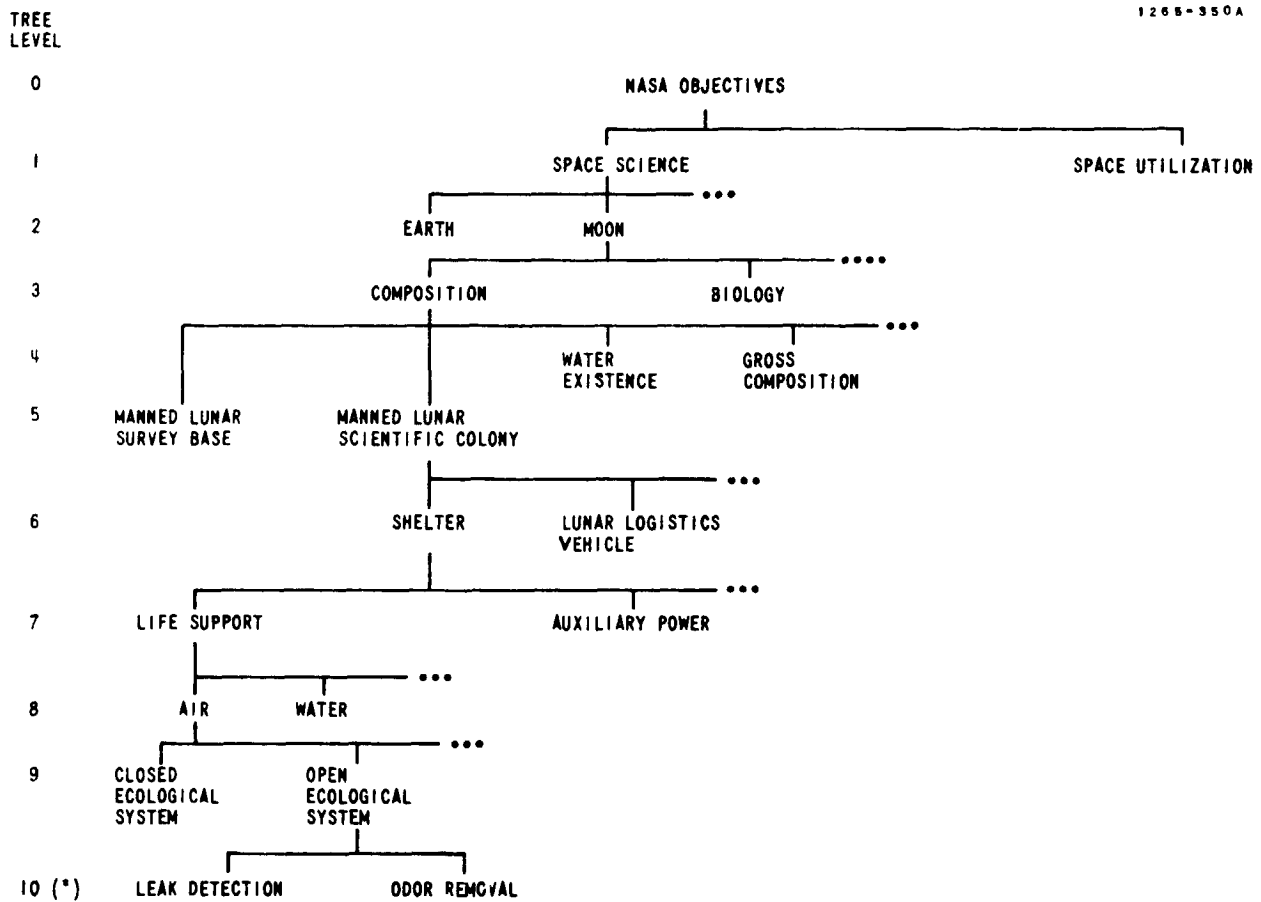 1265-350A
TREE
LEVEL
0 NASA OBJECTIVES
1 SPACE SCIENCE SPACE UTILIZATION
•••
2 EARTH MOON
••••
3 COMPOSITION BIOLOGY
•••
4 WATER EXISTENCE GROSS COMPOSITION
5 MANNED LUNAR SURVEY BASE MANNED LUNAR SCIENTIFIC COLONY
•••
6 SHELTER LUNAR LOGISTICS VEHICLE
•••
7 LIFE SUPPORT AUXILIARY POWER
•••
8 AIR WATER
•••
9 CLOSED ECOLOGICAL SYSTEM OPEN ECOLOGICAL SYSTEM
10 (*) LEAK DETECTION ODOR REMOVAL